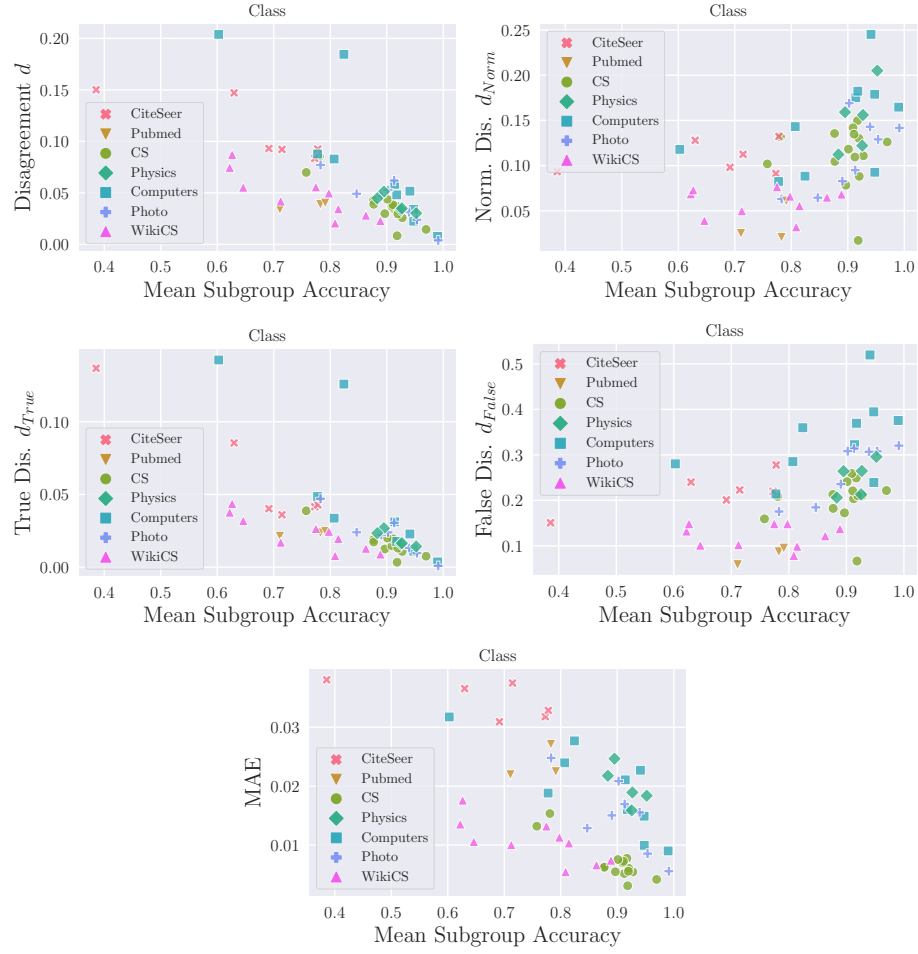 Class
0.20
0.15
0.10
0.05
0.00
Disagreement d
CiteSeer
Pubmed
CS
Physics
Computers
Photo
WikiCS
0.4 0.5 0.6 0.7 0.8 0.9 1.0
Mean Subgroup Accuracy
Class
0.25
0.20
0.15
0.10
0.05
Norm. Dis. d_Norm
CiteSeer
Pubmed
CS
Physics
Computers
Photo
WikiCS
0.4 0.5 0.6 0.7 0.8 0.9 1.0
Mean Subgroup Accuracy
Class
0.10
0.05
0.00
True Dis. d_True
CiteSeer
Pubmed
CS
Physics
Computers
Photo
WikiCS
0.4 0.5 0.6 0.7 0.8 0.9 1.0
Mean Subgroup Accuracy
Class
0.5
0.4
0.3
0.2
0.1
False Dis. d_False
CiteSeer
Pubmed
CS
Physics
Computers
Photo
WikiCS
0.4 0.5 0.6 0.7 0.8 0.9 1.0
Mean Subgroup Accuracy
Class
0.03
0.02
0.01
MAE
CiteSeer
Pubmed
CS
Physics
Computers
Photo
WikiCS
0.4 0.5 0.6 0.7 0.8 0.9 1.0
Mean Subgroup Accuracy